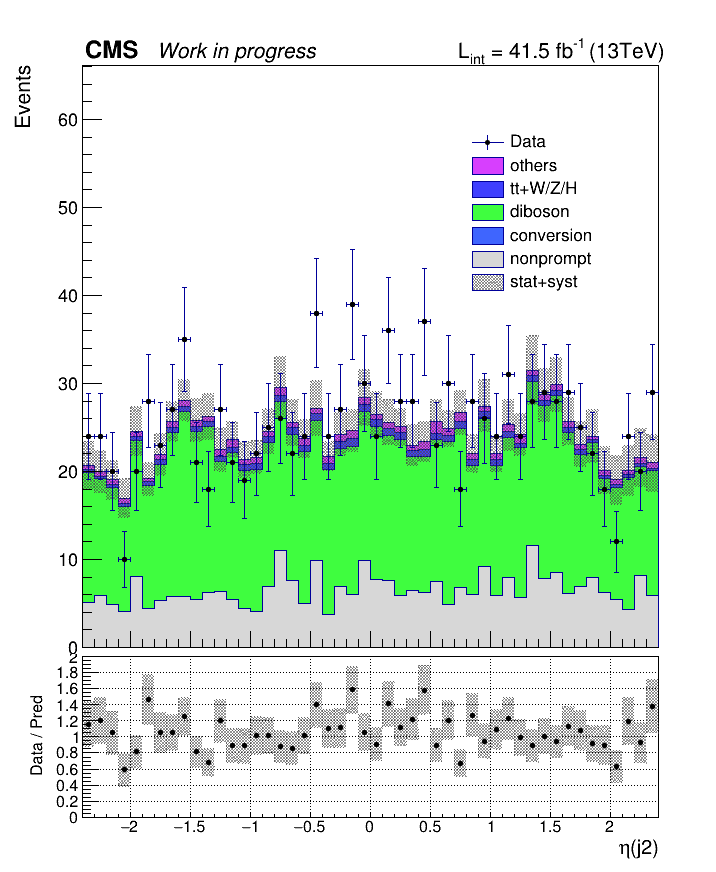 CMS Work in progress L_int = 41.5 fb⁻¹ (13TeV)
Events
60
50
40
30
20
10
0
Data
others
tt+W/Z/H
diboson
conversion
nonprompt
stat+syst
Data / Pred
2
1.8
1.6
1.4
1.2
1
0.8
0.6
0.4
0.2
0
−2 −1.5 −1 −0.5 0 0.5 1 1.5 2
η(j2)